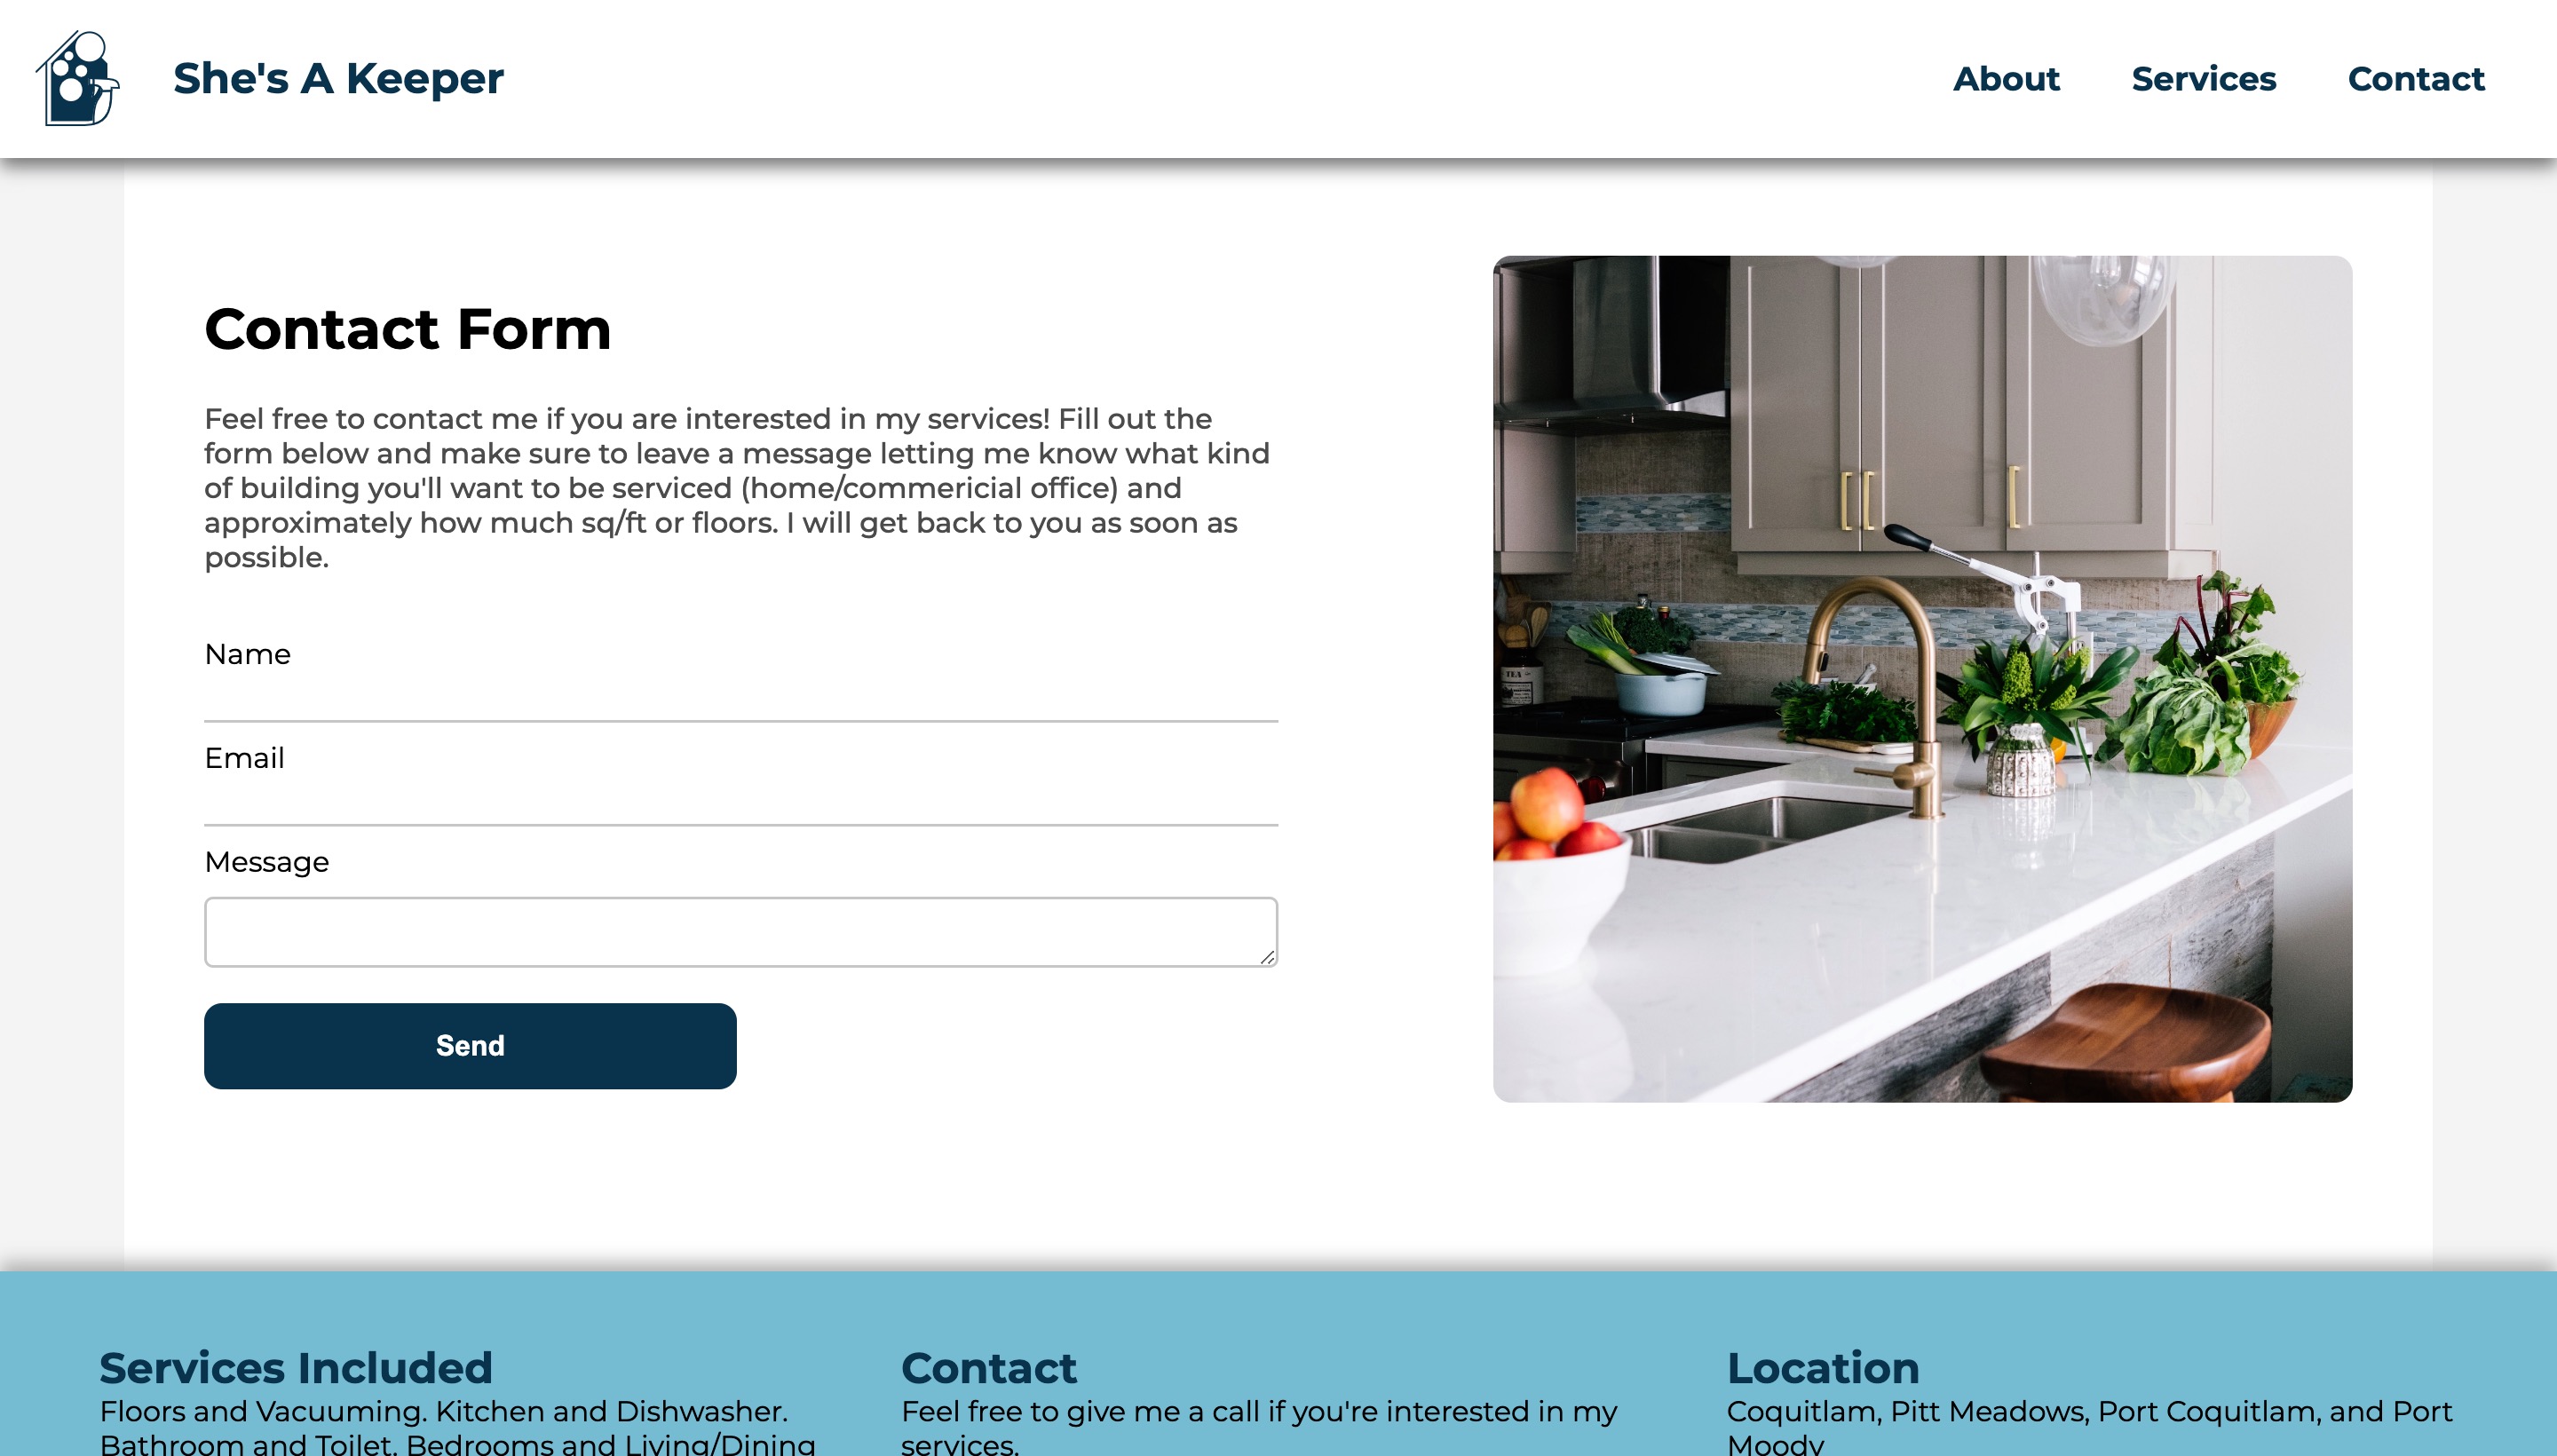 She's A Keeper
About
Services
Contact
Contact Form
Feel free to contact me if you are interested in my services! Fill out the
form below and make sure to leave a message letting me know what kind
of building you'll want to be serviced (home/commericial office) and
approximately how much sq/ft or floors. I will get back to you as soon as
possible.
Name
Email
Message
Send
TEA
Services Included
Floors and Vacuuming. Kitchen and Dishwasher.
Bathroom and Toilet. Bedrooms and Living/Dining
Contact
Feel free to give me a call if you're interested in my
services.
Location
Coquitlam, Pitt Meadows, Port Coquitlam, and Port
Moody